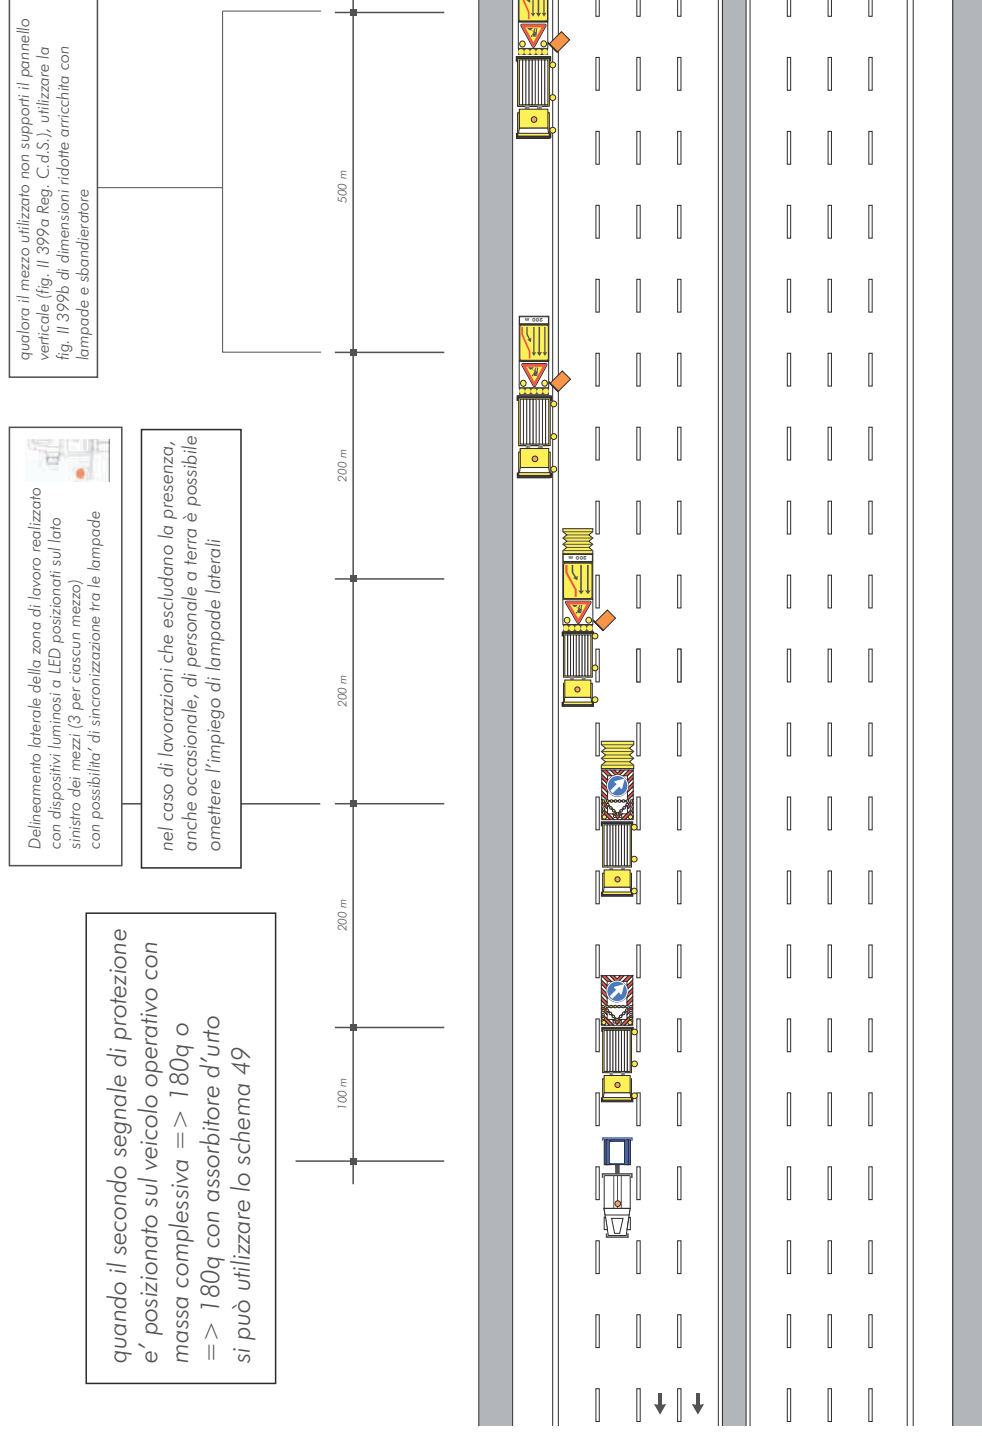 qualora il mezzo utilizzato non supporti il pannello
verticale (fig. II 399a Reg. C.d.S.), utilizzare la
fig. II 399b di dimensioni ridotte arricchita con
lampade e sbandieratore
Delineamento laterale della zona di lavoro realizzato
con dispositivi luminosi a LED posizionati sul lato
sinistro dei mezzi (3 per ciascun mezzo)
con possibilita' di sincronizzazione tra le lampade
nel caso di lavorazioni che escludano la presenza,
anche occasionale, di personale a terra è possibile
omettere l'impiego di lampade laterali
quando il secondo segnale di protezione
e' posizionato sul veicolo operativo con
massa complessiva => 180q o
=> 180q con assorbitore d'urto
si può utilizzare lo schema 49
500 m
200 m
200 m
200 m
100 m
200 m
200 m